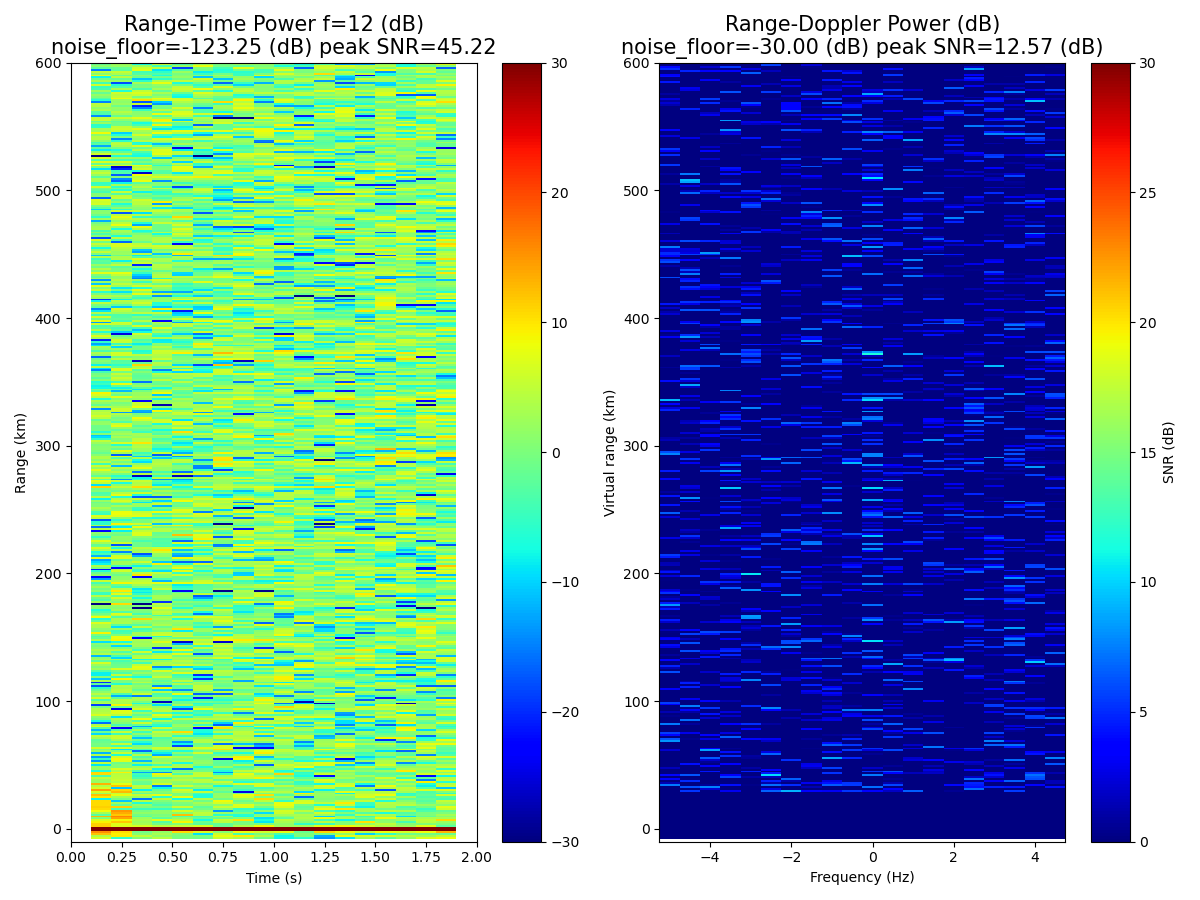 Range-Time Power f=12 (dB)
noise_floor=-123.25 (dB) peak SNR=45.22
Range-Doppler Power (dB)
noise_floor=-30.00 (dB) peak SNR=12.57 (dB)
600
500
400
300
200
100
0
Range (km)
0.00 0.25 0.50 0.75 1.00 1.25 1.50 1.75 2.00
Time (s)
30
20
10
0
−10
−20
−30
600
500
400
300
200
100
0
Virtual range (km)
−4 −2 0 2 4
Frequency (Hz)
30
25
20
15
10
5
0
SNR (dB)